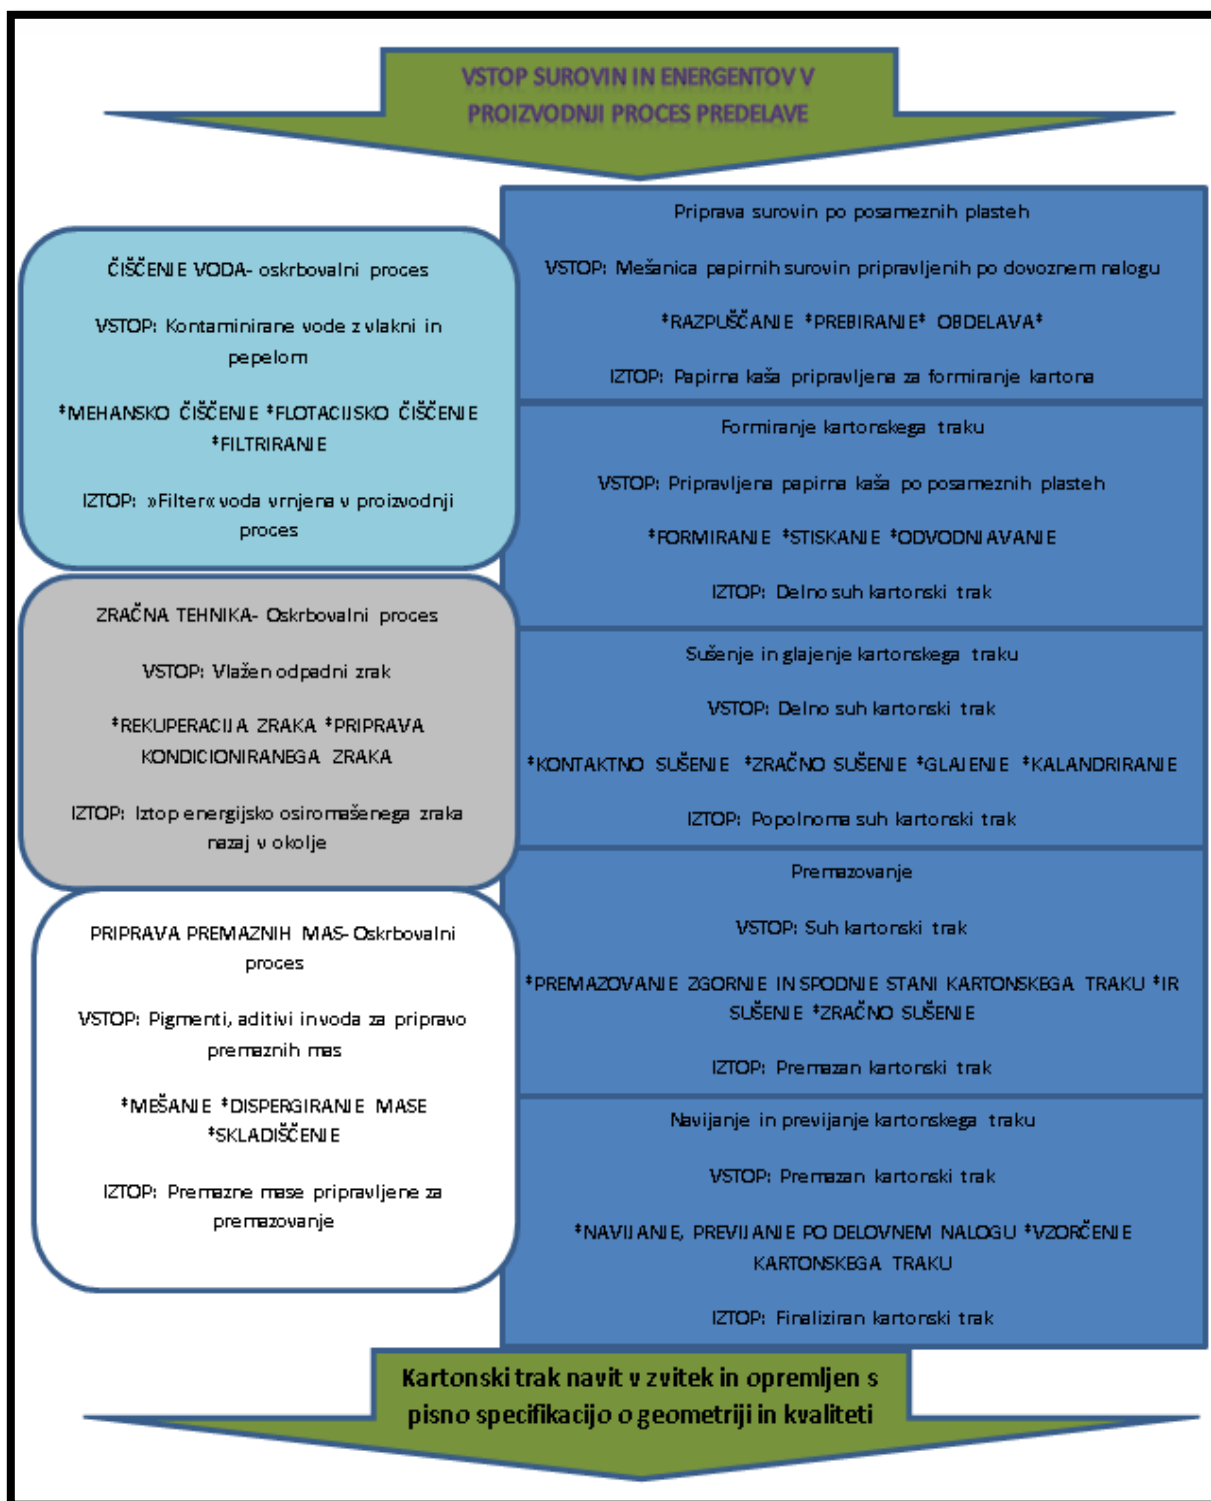 VSTOP SUROVIN IN ENERGENTOV V
PROIZVODNJI PROCES PREDELAVE
ČIŠČENJE VODA- oskrbovalni proces
VSTOP: Kontaminirane vode z vlakni in
pepelom
*MEHANSKO ČIŠČENJE *FLOTACIJSKO ČIŠČENJE
*FILTRIRANJE
IZTOP: »Filter« voda vrnjena v proizvodnji
proces
ZRAČNA TEHNIKA- Oskrbovalni proces
VSTOP: Vlažen odpadni zrak
*REKUPERACIJA ZRAKA *PRIPRAVA
KONDICIONIRANEGA ZRAKA
IZTOP: Iztop energijsko osiromašenega zraka
nazaj v okolje
PRIPRAVA PREMAZNIH MAS-Oskrbovalni
proces
VSTOP: Pigmenti, aditivi in voda za pripravo
premaznih mas
*MEŠANJE *DISPERGIRANJE MASE
*SKLADIŠČENJE
IZTOP: Premazne mase pripravljene za
premazovanje
Priprava surovin po posameznih plasteh
VSTOP: Mešanica papirnih surovin pripravljenih po dovoznem nalogu
*RAZPUŠČANJE *PREBIRANJE* OBDELAVA*
IZTOP: Papirna kaša pripravljena za formiranje kartona
Formiranje kartonskega traku
VSTOP: Pripravljena papirna kaša po posameznih plasteh
*FORMIRANJE *STISKANJE *ODVODNJAVANJE
IZTOP: Delno suh kartonski trak
Sušenje in glajenje kartonskega traku
VSTOP: Delno suh kartonski trak
*KONTAKTNO SUŠENJE *ZRAČNO SUŠENJE *GLAJENJE *KALANDRIRANJE
IZTOP: Popolnoma suh kartonski trak
Premazovanje
VSTOP: Suh kartonski trak
*PREMAZOVANJE ZGORNJE IN SPODNJE STANI KARTONSKEGA TRAKU *IR
SUŠENJE *ZRAČNO SUŠENJE
IZTOP: Premazan kartonski trak
Navijanje in previjanje kartonskega traku
VSTOP: Premazan kartonski trak
*NAVIJANJE, PREVIJANJE PO DELOVNEM NALOGU *VZORČENJE
KARTONSKEGA TRAKU
IZTOP: Finaliziran kartonski trak
Kartonski trak navit v zvitek in opremljen s
pisno specifikacijo o geometriji in kvaliteti